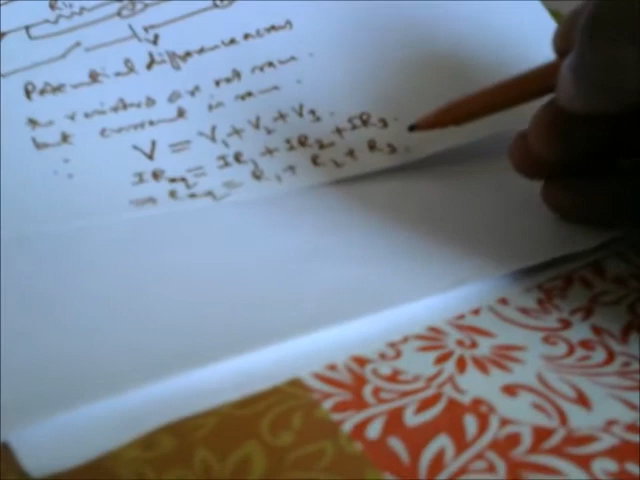 R1
V
Potential difference across
the resistors are not same
but current is same.
∴ V = V1 + V2 + V3.
IReq = IR1 + IR2 + IR3.
⇒ Req = R1 + R2 + R3.